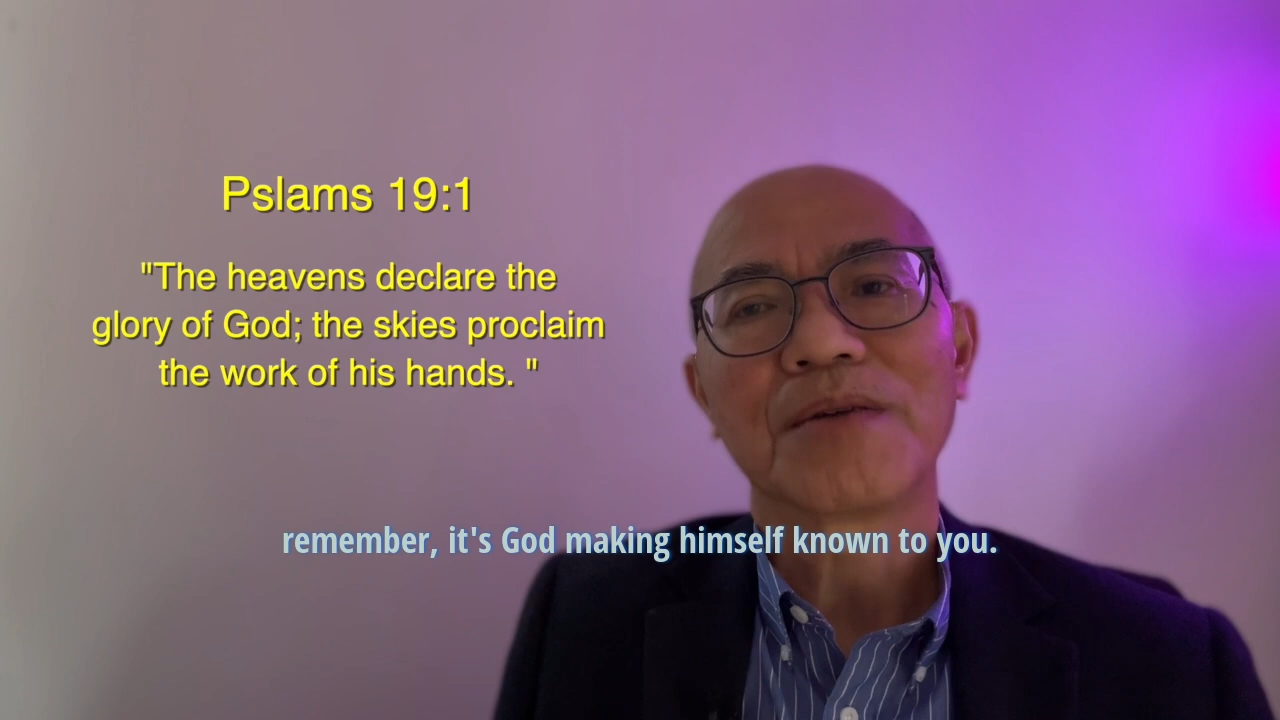 Pslams 19:1
"The heavens declare the
glory of God; the skies proclaim
the work of his hands. "
remember, it's God making himself known to you.